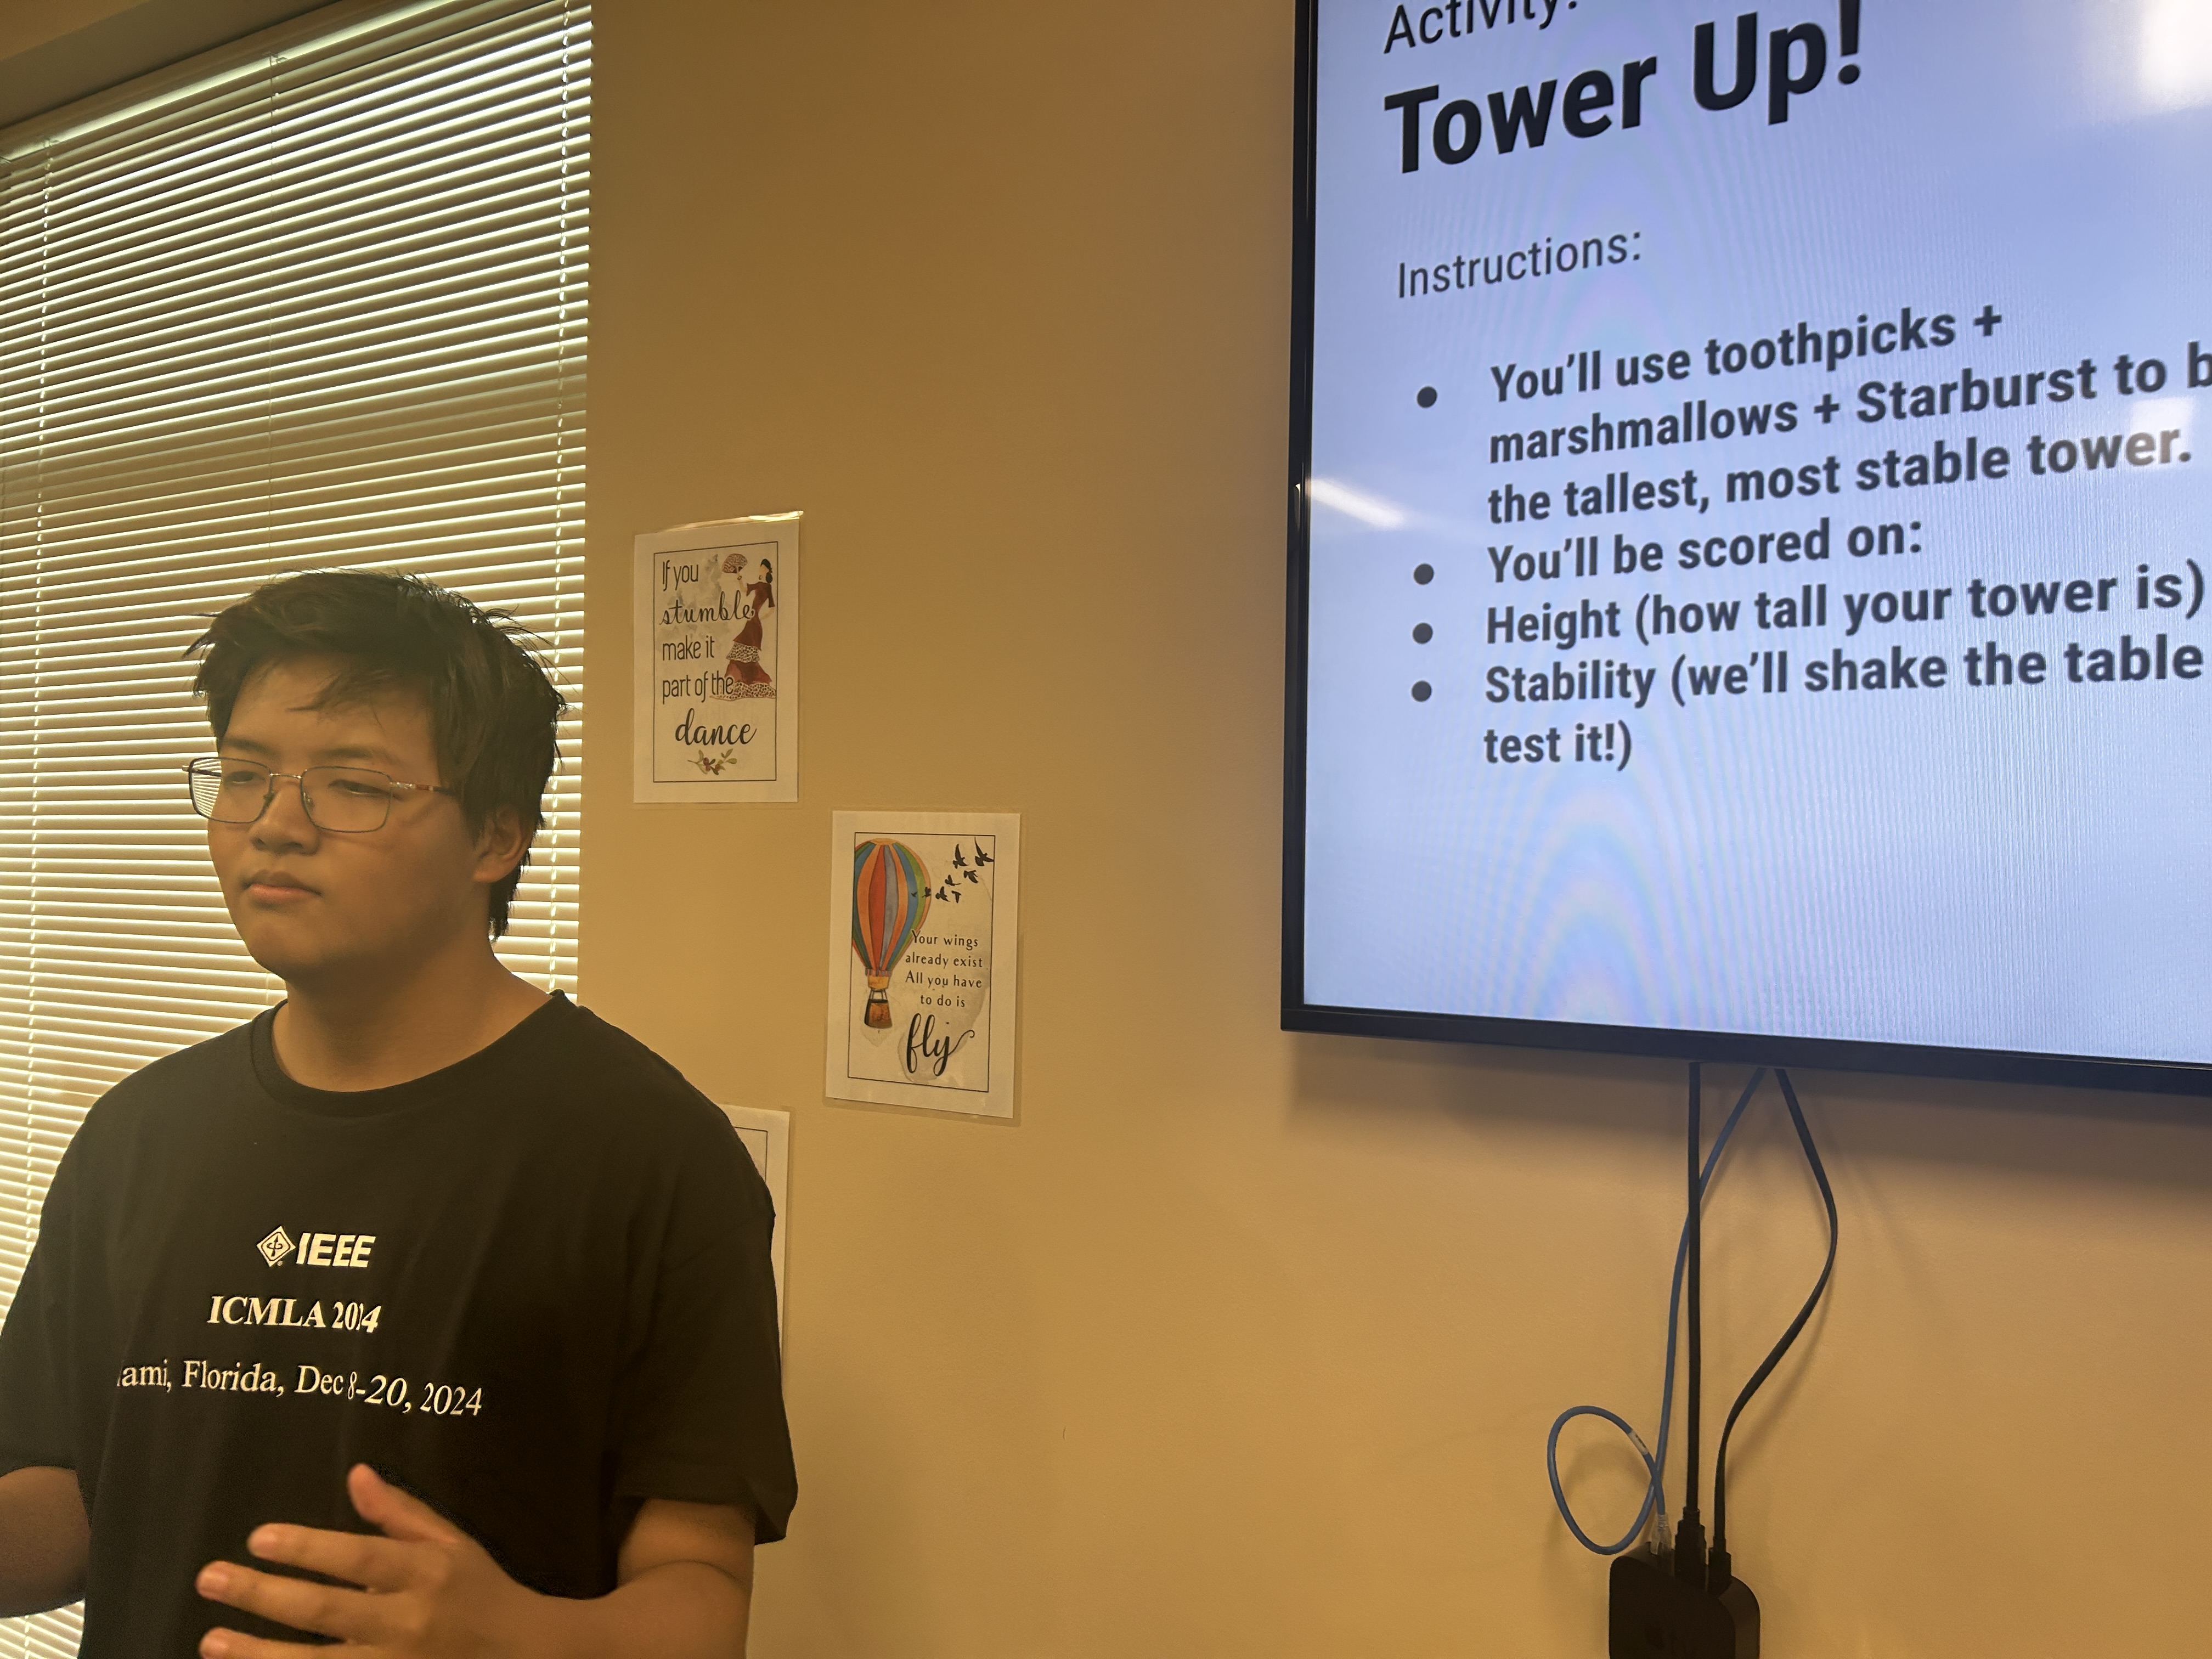 Activity:
Tower Up!
Instructions:
● You'll use toothpicks +
marshmallows + Starburst to
the tallest, most stable tower.
● You'll be scored on:
● Height (how tall your tower is)
● Stability (we'll shake the table
test it!)
If you
stumble
make it
part of the
dance
Your wings
already exist
All you have
to do is
fly
IEEE
ICMLA 2024
ami, Florida, Dec 8-20, 2024